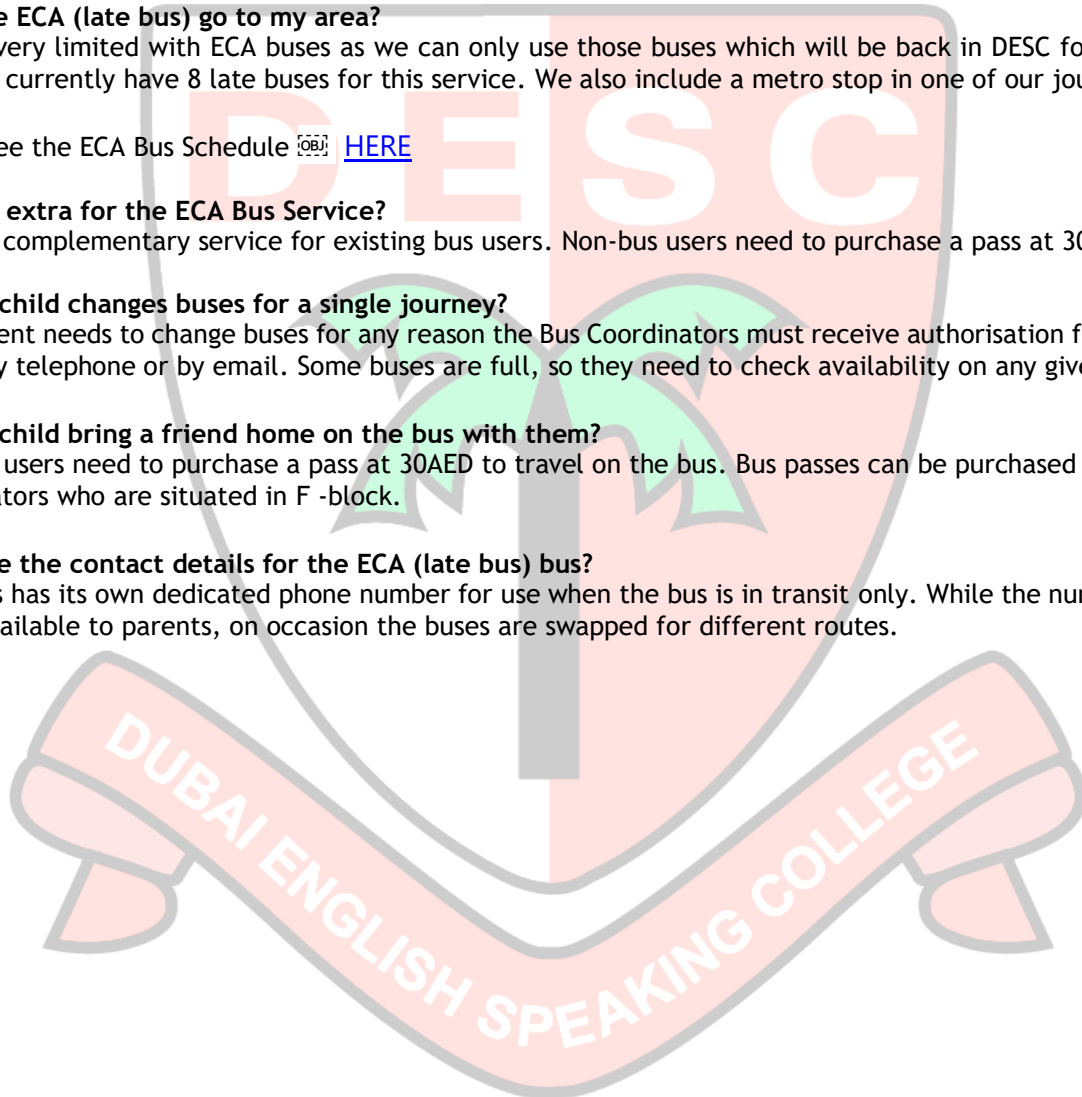 e ECA (late bus) go to my area?
very limited with ECA buses as we can only use those buses which will be back in DESC fo
currently have 8 late buses for this service. We also include a metro stop in one of our jou
ee the ECA Bus Schedule OBJ HERE
extra for the ECA Bus Service?
complementary service for existing bus users. Non-bus users need to purchase a pass at 30
child changes buses for a single journey?
ent needs to change buses for any reason the Bus Coordinators must receive authorisation f
y telephone or by email. Some buses are full, so they need to check availability on any give
child bring a friend home on the bus with them?
users need to purchase a pass at 30AED to travel on the bus. Bus passes can be purchased
ators who are situated in F -block.
e the contact details for the ECA (late bus) bus?
s has its own dedicated phone number for use when the bus is in transit only. While the nu
ailable to parents, on occasion the buses are swapped for different routes.
DESC
DUBAI ENGLISH SPEAKING COLLEGE